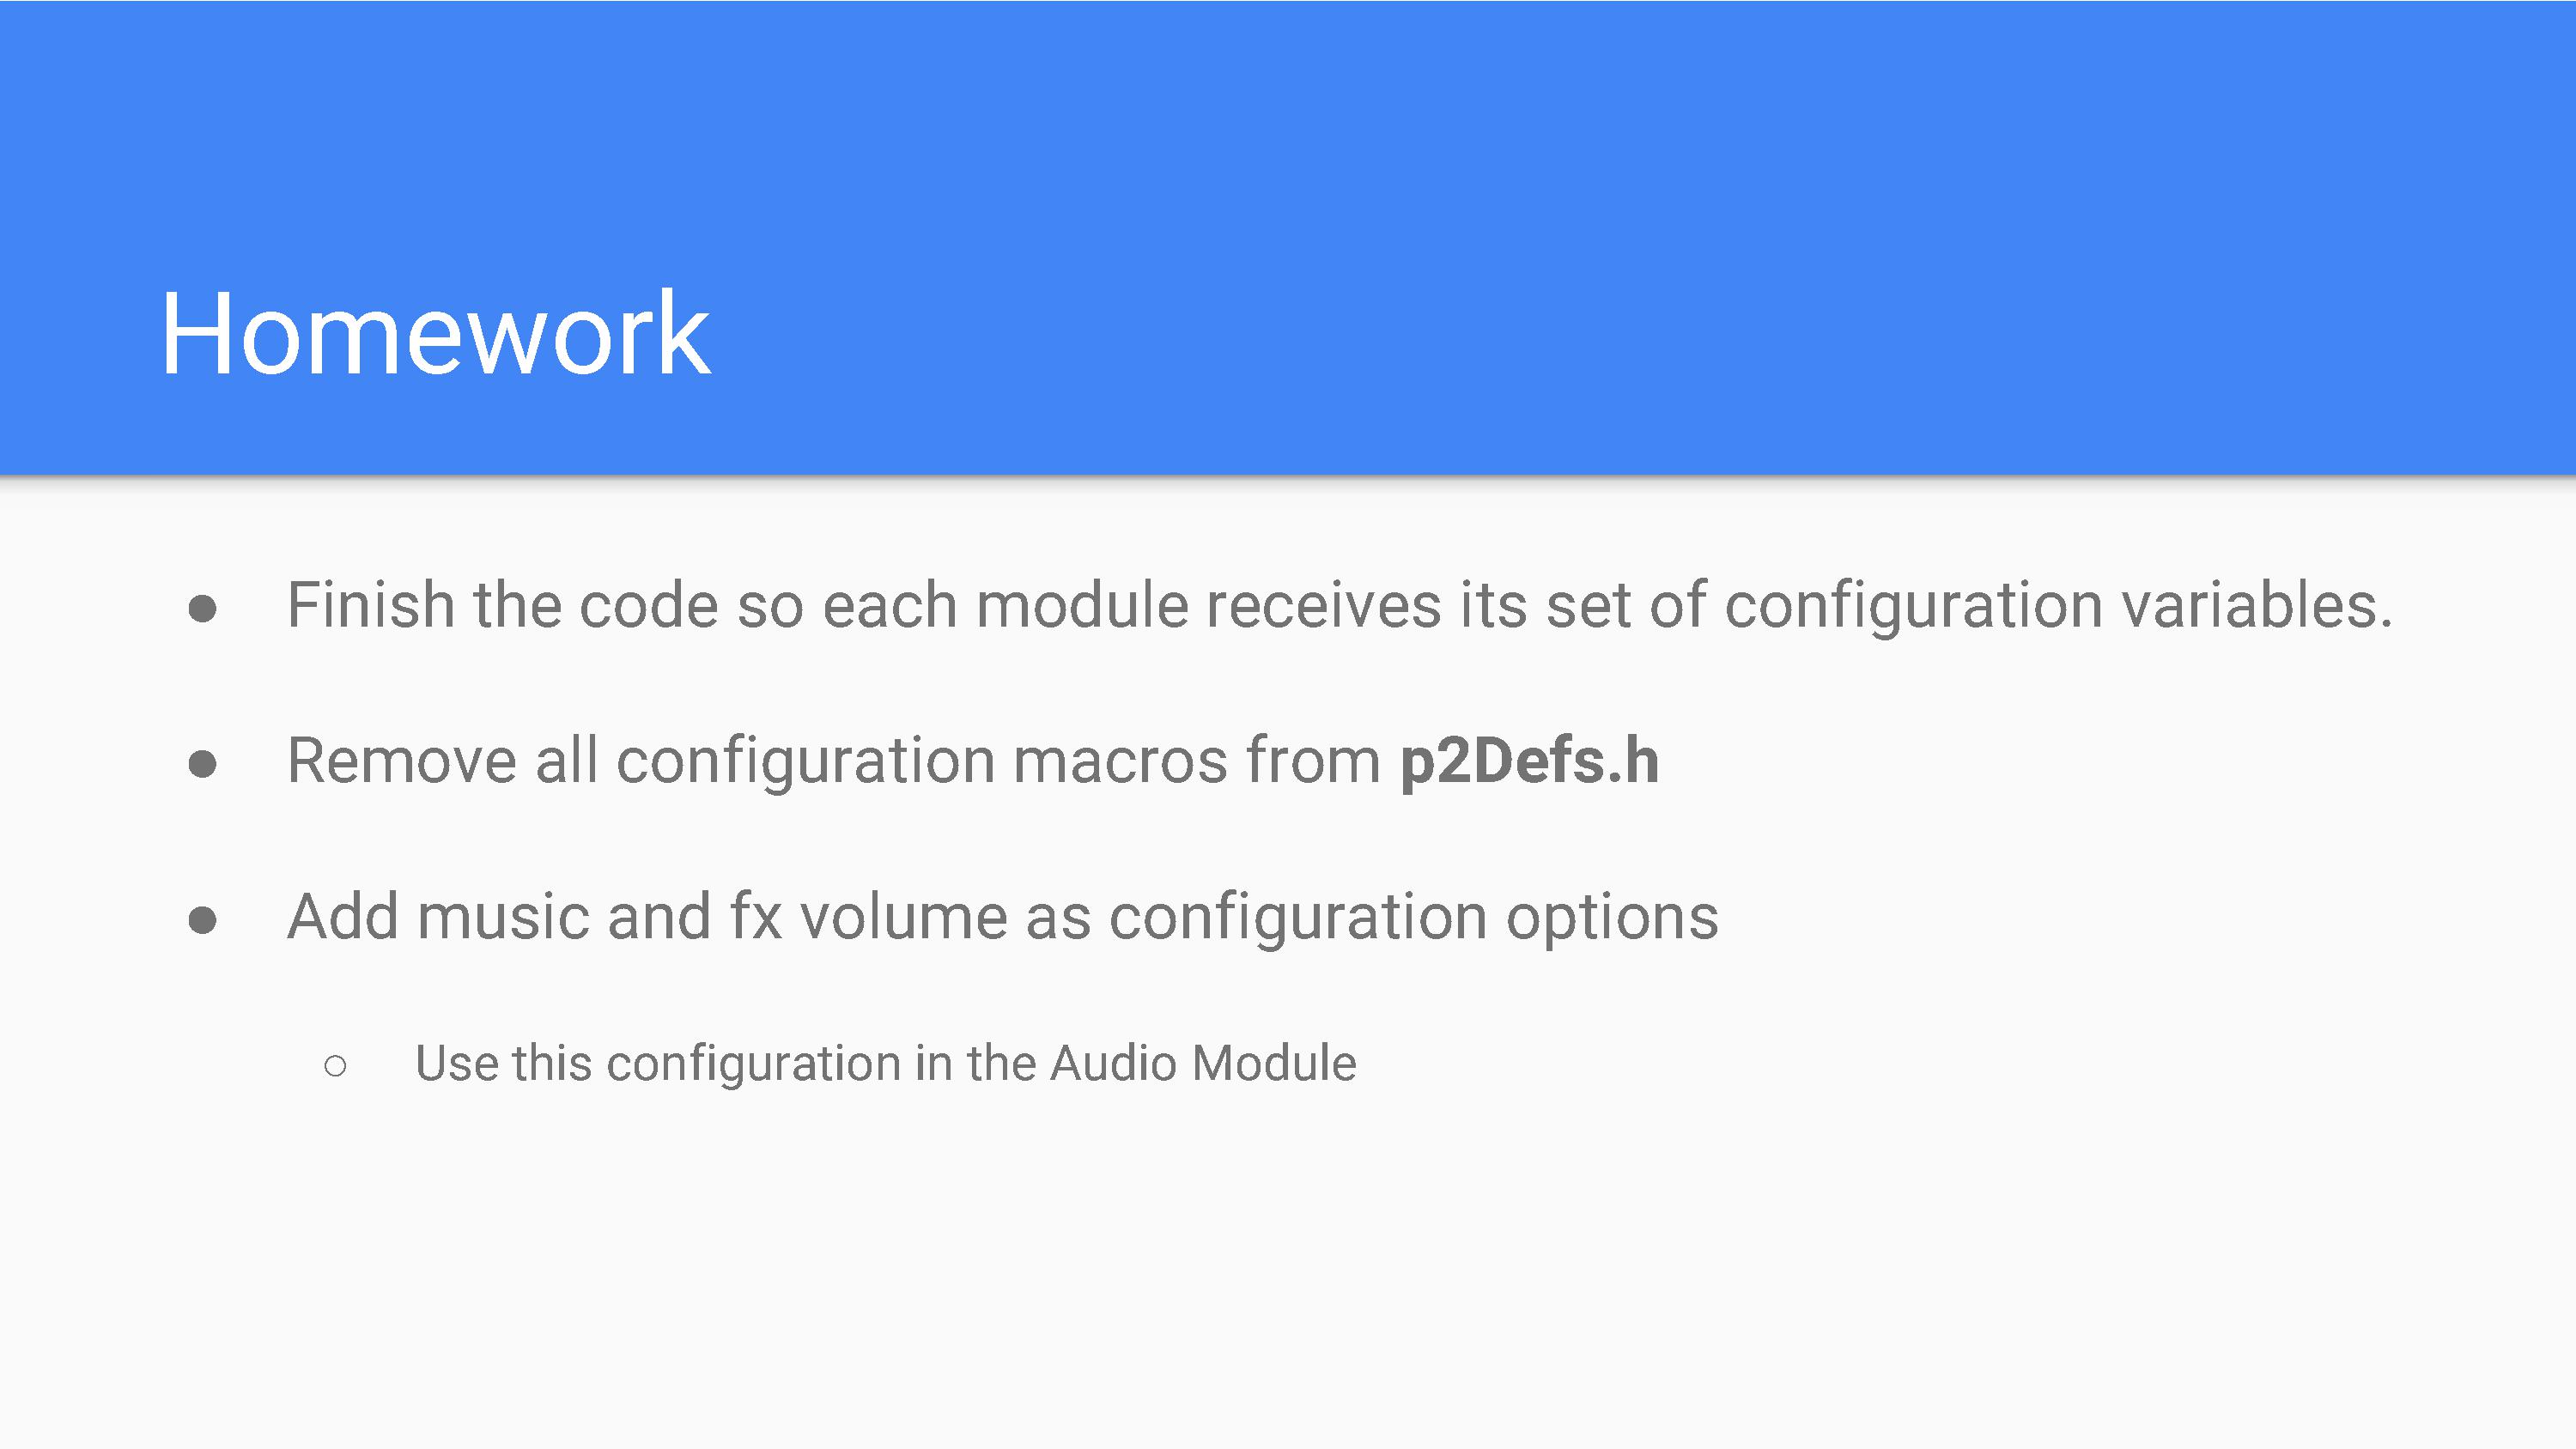 Homework
● Finish the code so each module receives its set of configuration variables.
● Remove all configuration macros from p2Defs.h
● Add music and fx volume as configuration options
○ Use this configuration in the Audio Module